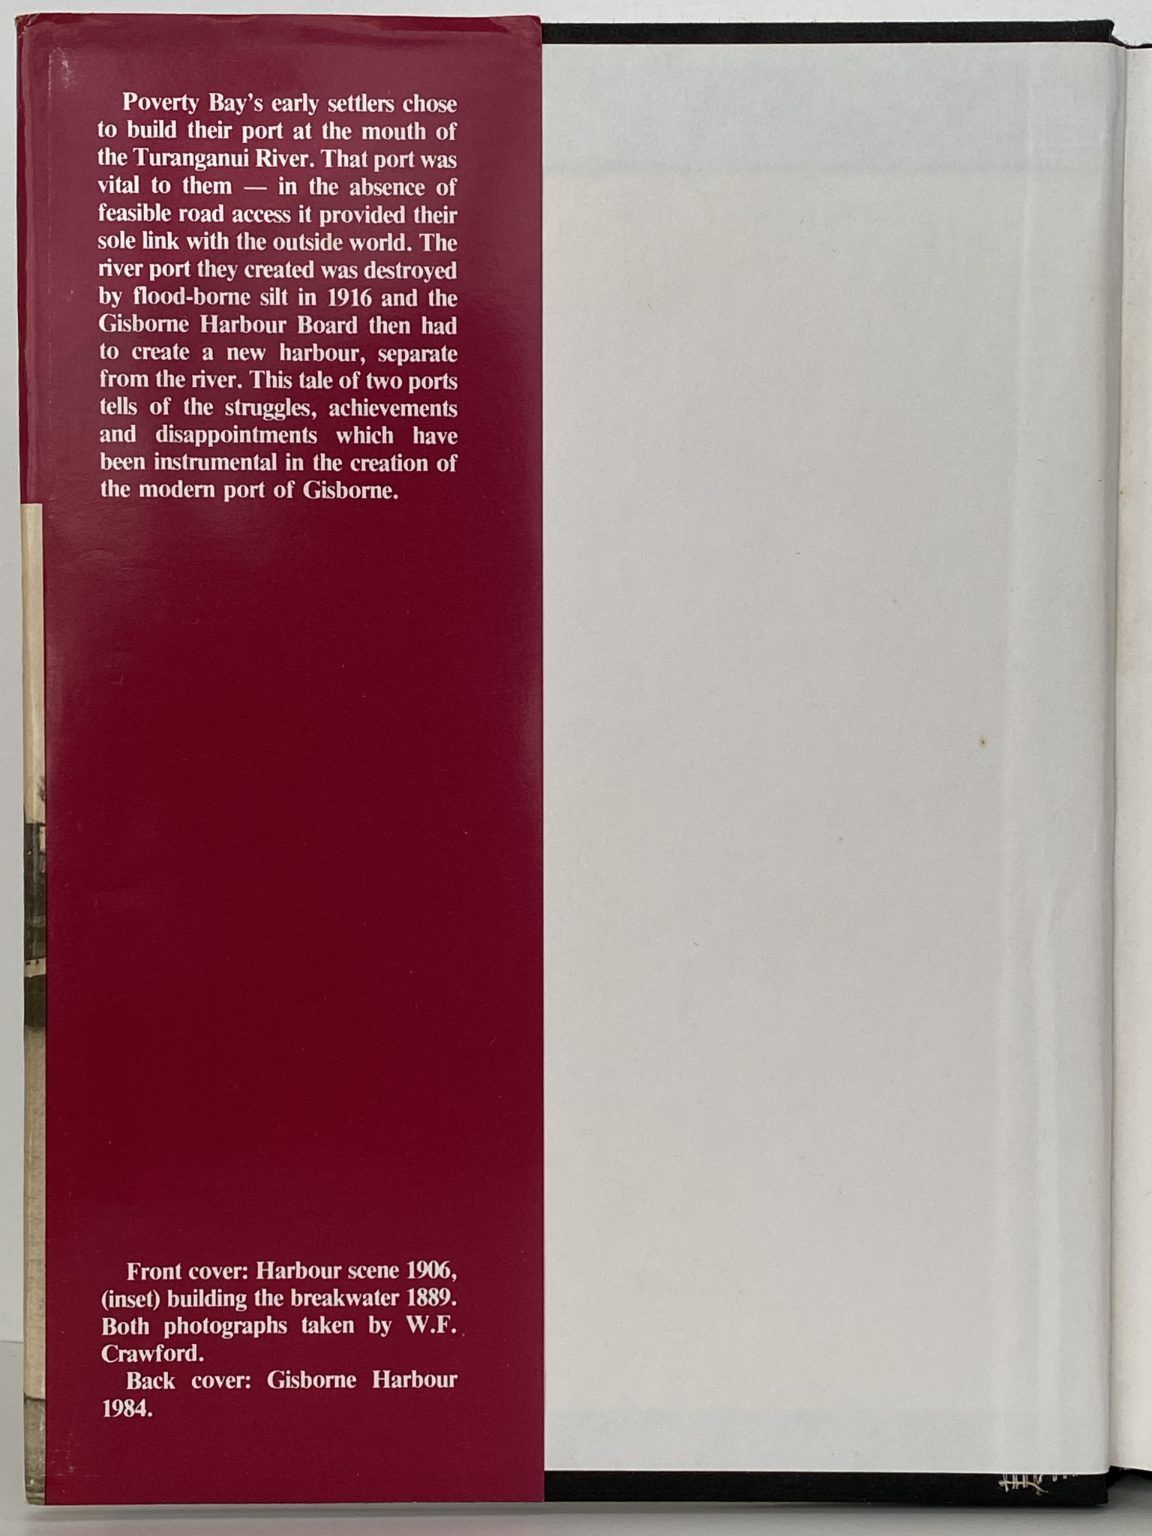 Poverty Bay's early settlers chose
to build their port at the mouth of
the Turanganui River. That port was
vital to them — in the absence of
feasible road access it provided their
sole link with the outside world. The
river port they created was destroyed
by flood-borne silt in 1916 and the
Gisborne Harbour Board then had
to create a new harbour, separate
from the river. This tale of two ports
tells of the struggles, achievements
and disappointments which have
been instrumental in the creation of
the modern port of Gisborne.
Front cover: Harbour scene 1906,
(inset) building the breakwater 1889.
Both photographs taken by W.F.
Crawford.
Back cover: Gisborne Harbour
1984.